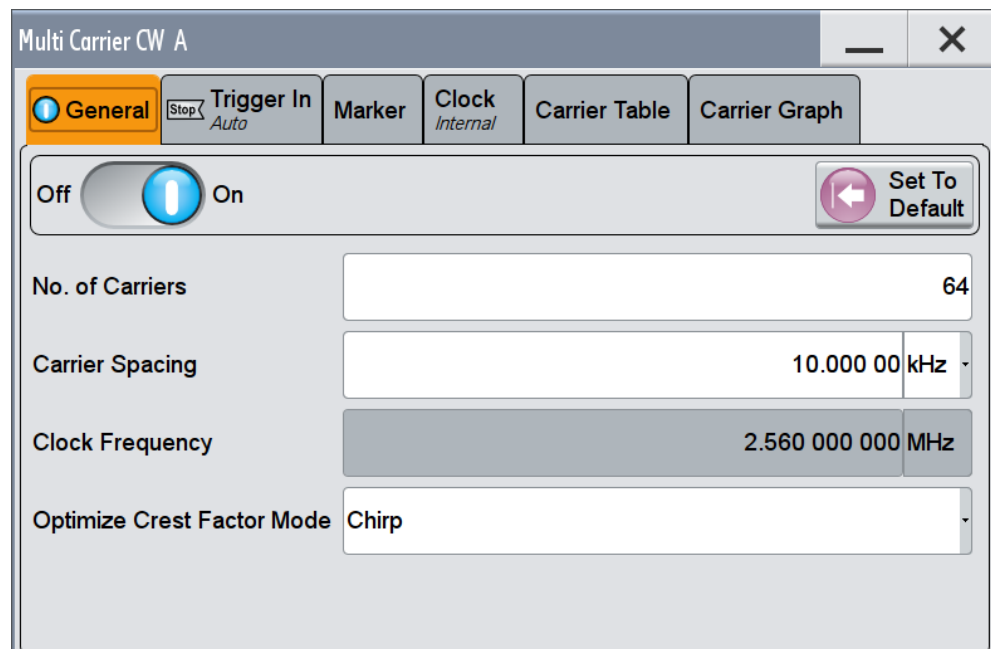 Multi Carrier CW A
General
Stop
Trigger In
Auto
Marker
Clock
Internal
Carrier Table
Carrier Graph
Off
On
Set To
Default
No. of Carriers
64
Carrier Spacing
10.000 00 kHz
Clock Frequency
2.560 000 000 MHz
Optimize Crest Factor Mode
Chirp